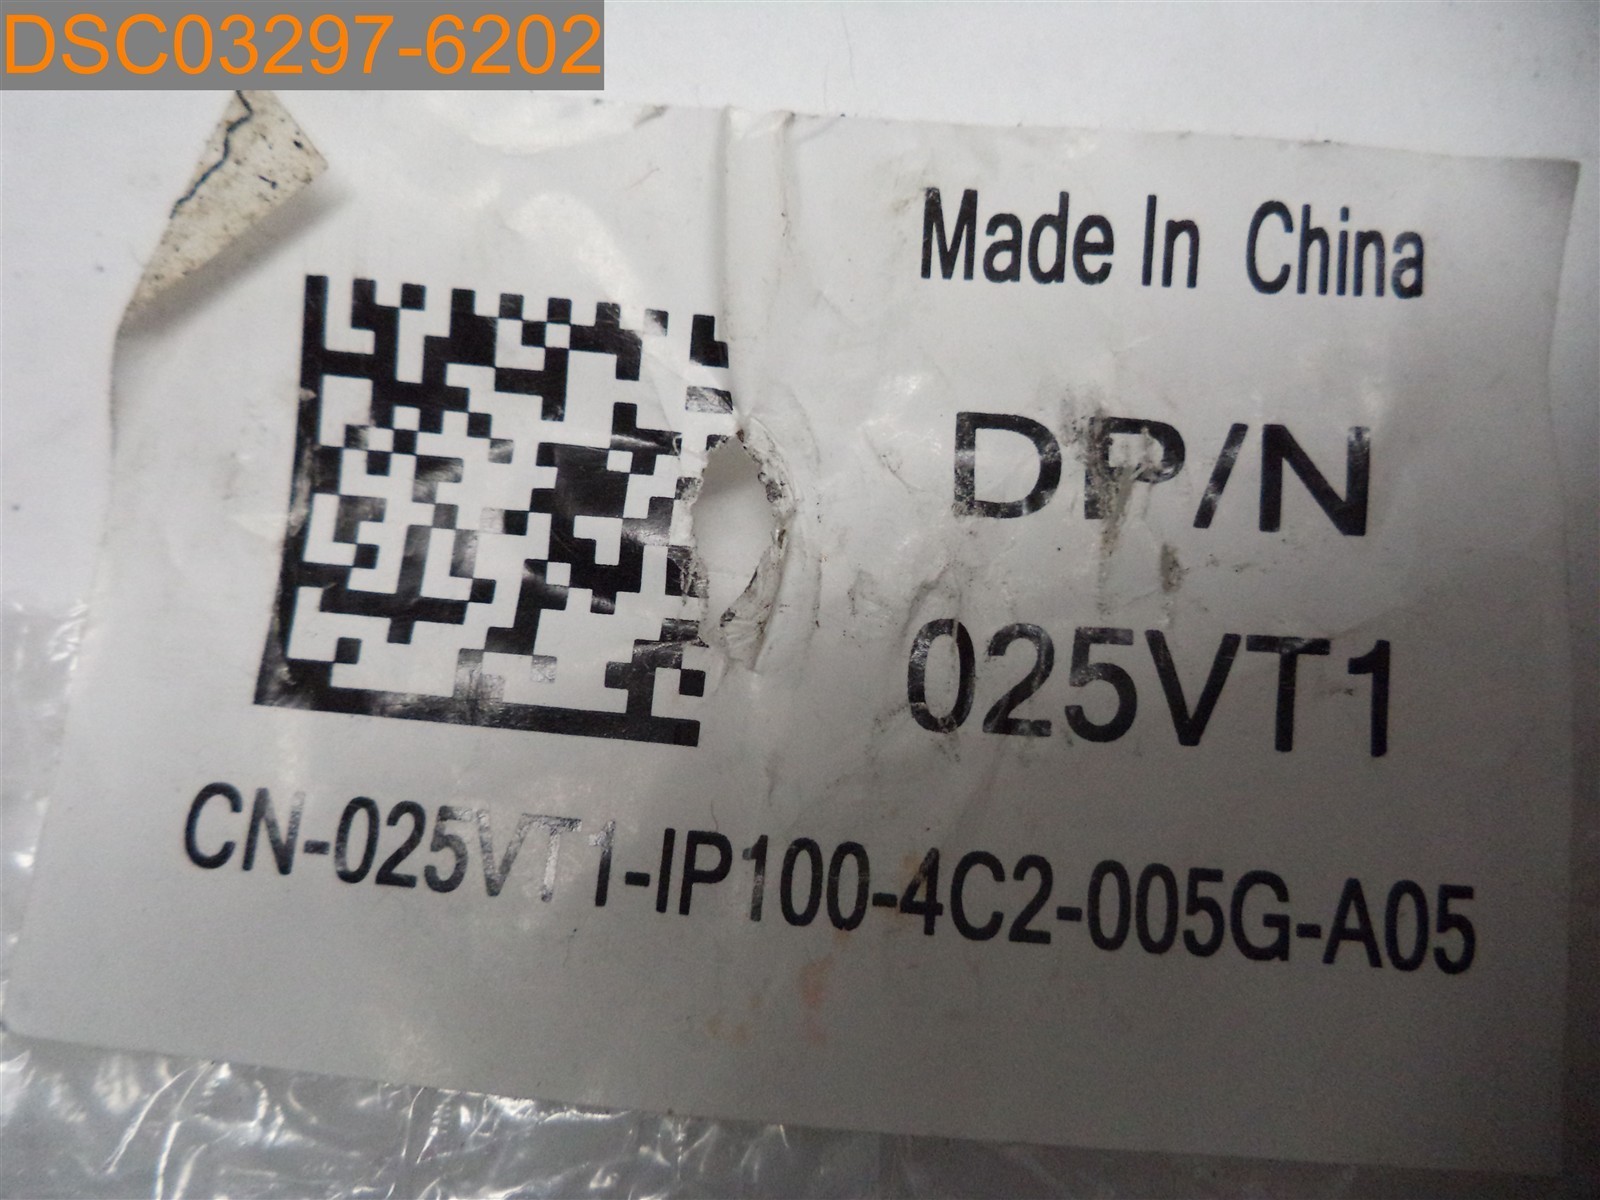 DSC03297-6202
Made In China
DP/N
025VT1
CN-025VT1-IP100-4C2-005G-A05